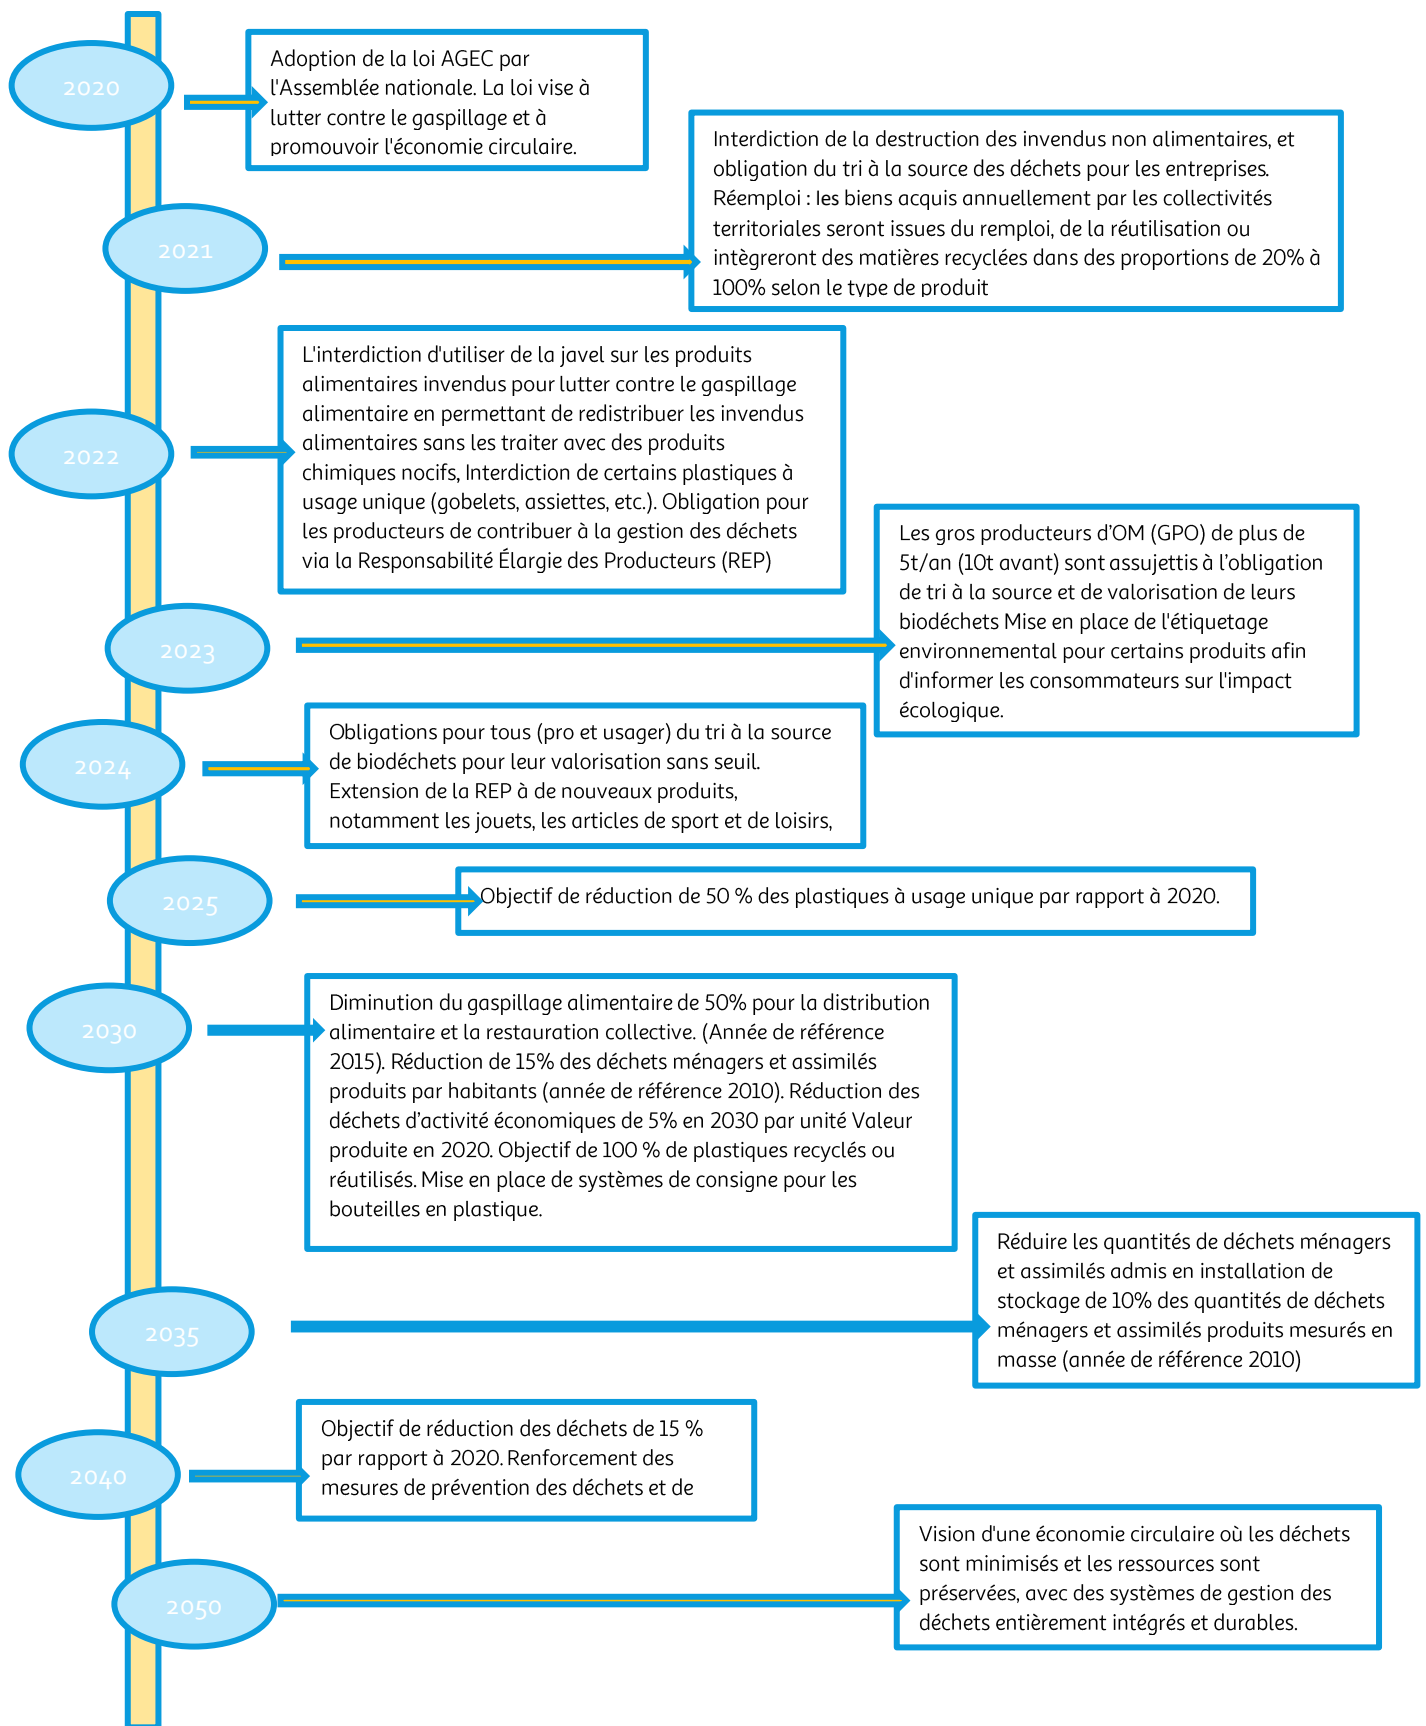 2020
Adoption de la loi AGEC par
l'Assemblée nationale. La loi vise à
lutter contre le gaspillage et à
promouvoir l'économie circulaire.
2021
Interdiction de la destruction des invendus non alimentaires, et
obligation du tri à la source des déchets pour les entreprises.
Réemploi : les biens acquis annuellement par les collectivités
territoriales seront issues du remploi, de la réutilisation ou
intègreront des matières recyclées dans des proportions de 20% à
100% selon le type de produit
2022
L'interdiction d'utiliser de la javel sur les produits
alimentaires invendus pour lutter contre le gaspillage
alimentaire en permettant de redistribuer les invendus
alimentaires sans les traiter avec des produits
chimiques nocifs, Interdiction de certains plastiques à
usage unique (gobelets, assiettes, etc.). Obligation pour
les producteurs de contribuer à la gestion des déchets
via la Responsabilité Élargie des Producteurs (REP)
2023
Les gros producteurs d’OM (GPO) de plus de
5t/an (10t avant) sont assujettis à l’obligation
de tri à la source et de valorisation de leurs
biodéchets Mise en place de l'étiquetage
environnemental pour certains produits afin
d'informer les consommateurs sur l'impact
écologique.
2024
Obligations pour tous (pro et usager) du tri à la source
de biodéchets pour leur valorisation sans seuil.
Extension de la REP à de nouveaux produits,
notamment les jouets, les articles de sport et de loisirs,
2025
Objectif de réduction de 50 % des plastiques à usage unique par rapport à 2020.
2030
Diminution du gaspillage alimentaire de 50% pour la distribution
alimentaire et la restauration collective. (Année de référence
2015). Réduction de 15% des déchets ménagers et assimilés
produits par habitants (année de référence 2010). Réduction des
déchets d’activité économiques de 5% en 2030 par unité Valeur
produite en 2020. Objectif de 100 % de plastiques recyclés ou
réutilisés. Mise en place de systèmes de consigne pour les
bouteilles en plastique.
2035
Réduire les quantités de déchets ménagers
et assimilés admis en installation de
stockage de 10% des quantités de déchets
ménagers et assimilés produits mesurés en
masse (année de référence 2010)
2040
Objectif de réduction des déchets de 15 %
par rapport à 2020. Renforcement des
mesures de prévention des déchets et de
2050
Vision d'une économie circulaire où les déchets
sont minimisés et les ressources sont
préservées, avec des systèmes de gestion des
déchets entièrement intégrés et durables.